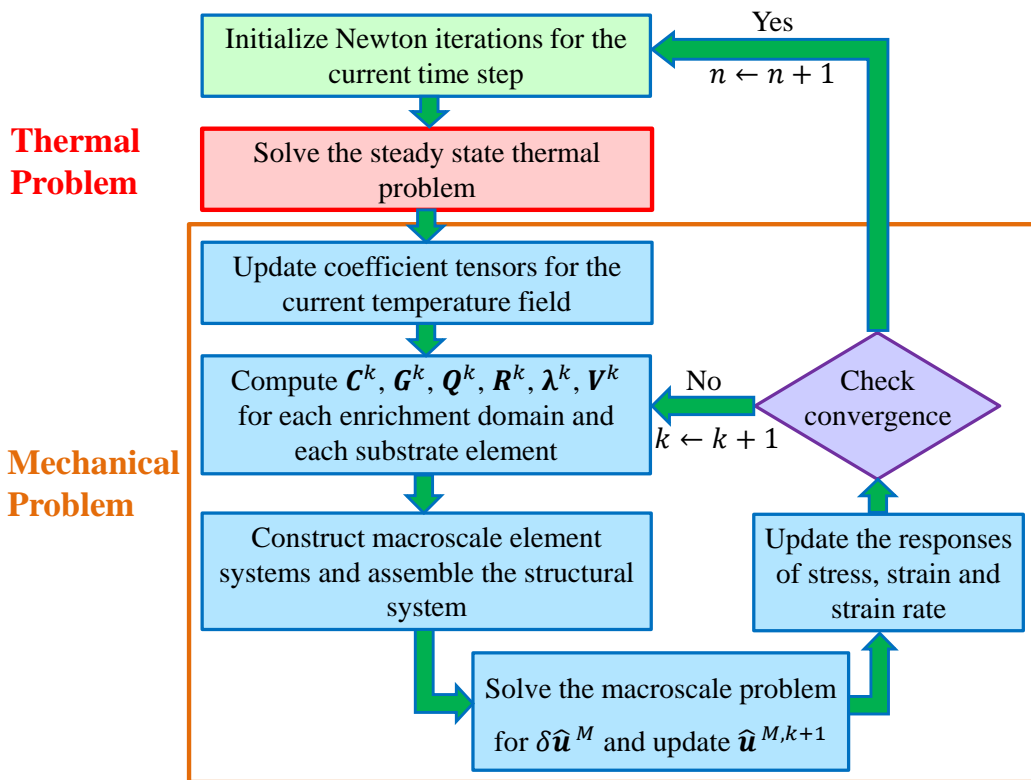 Initialize Newton iterations for the
current time step
Yes
n ← n + 1
Thermal
Problem
Solve the steady state thermal
problem
Update coefficient tensors for the
current temperature field
Compute C^k, G^k, Q^k, R^k, λ^k, V^k
for each enrichment domain and
each substrate element
No
k ← k + 1
Check
convergence
Mechanical
Problem
Construct macroscale element
systems and assemble the structural
system
Update the responses
of stress, strain and
strain rate
Solve the macroscale problem
for δû^M and update û^{M,k+1}